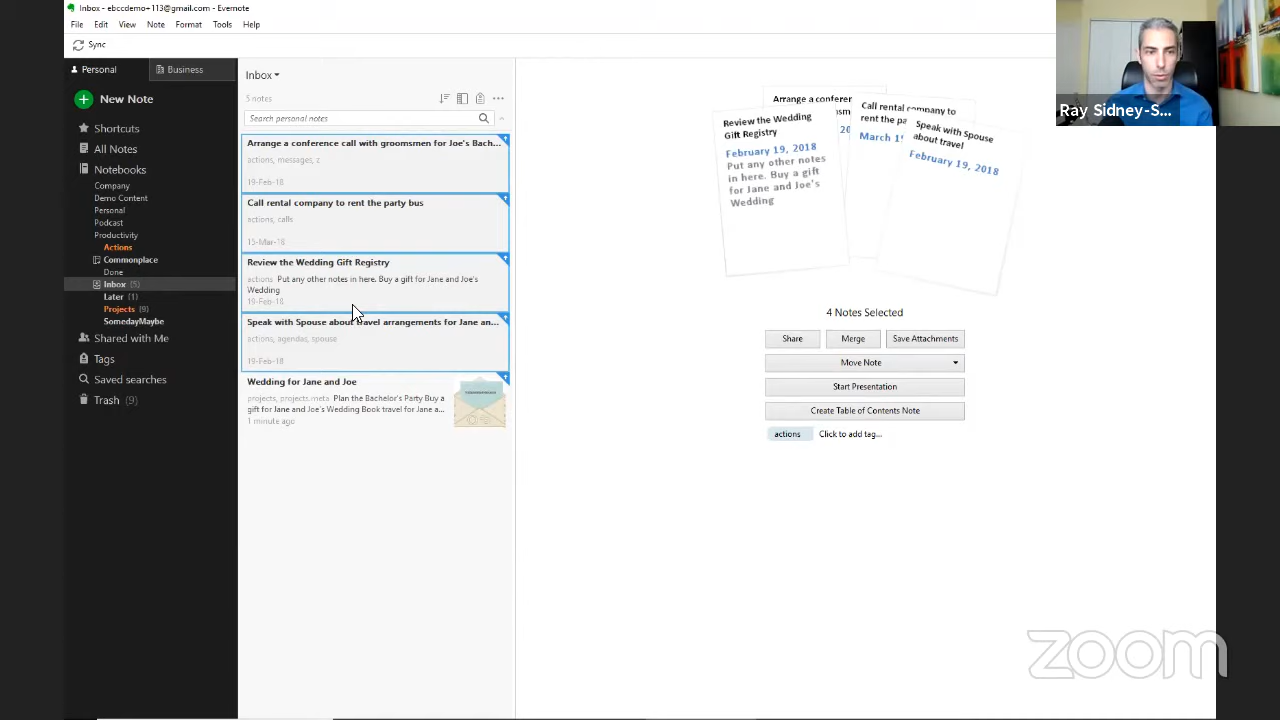 Inbox - ebccdemo+113@gmail.com - Evernote
File Edit View Note Format Tools Help
Sync
Personal Business
New Note
Shortcuts
All Notes
Notebooks
Company
Demo Content
Personal
Podcast
Productivity
Actions
Commonplace
Done
Inbox (5)
Later (1)
Projects (9)
SomedayMaybe
Shared with Me
Tags
Saved searches
Trash (9)
Inbox
5 notes
Search personal notes
Arrange a conference call with groomsmen for Joe's Bach...
actions, messages, c
19-Feb-18
Call rental company to rent the party bus
actions, calls
15-Mar-18
Review the Wedding Gift Registry
actions Put any other notes in here. Buy a gift for Jane and Joe's
Wedding
19-Feb-18
Speak with Spouse about travel arrangements for Jane an...
actions, agendas, spouse
19-Feb-18
Wedding for Jane and Joe
projects, projects.meta Plan the Bachelor's Party Buy a
gift for Jane and Joe's Wedding Book travel for Jane a...
1 minute ago
Review the Wedding
Gift Registry
February 19, 2018
Put any other notes
in here. Buy a gift
for Jane and Joe's
Wedding
Arrange a conferen
Call rental company to
rent the pa
March 1
Speak with Spouse
about travel
February 19, 2018
4 Notes Selected
Share Merge Save Attachments
Move Note
Start Presentation
Create Table of Contents Note
actions Click to add tag...
Ray Sidney-S...
zoom